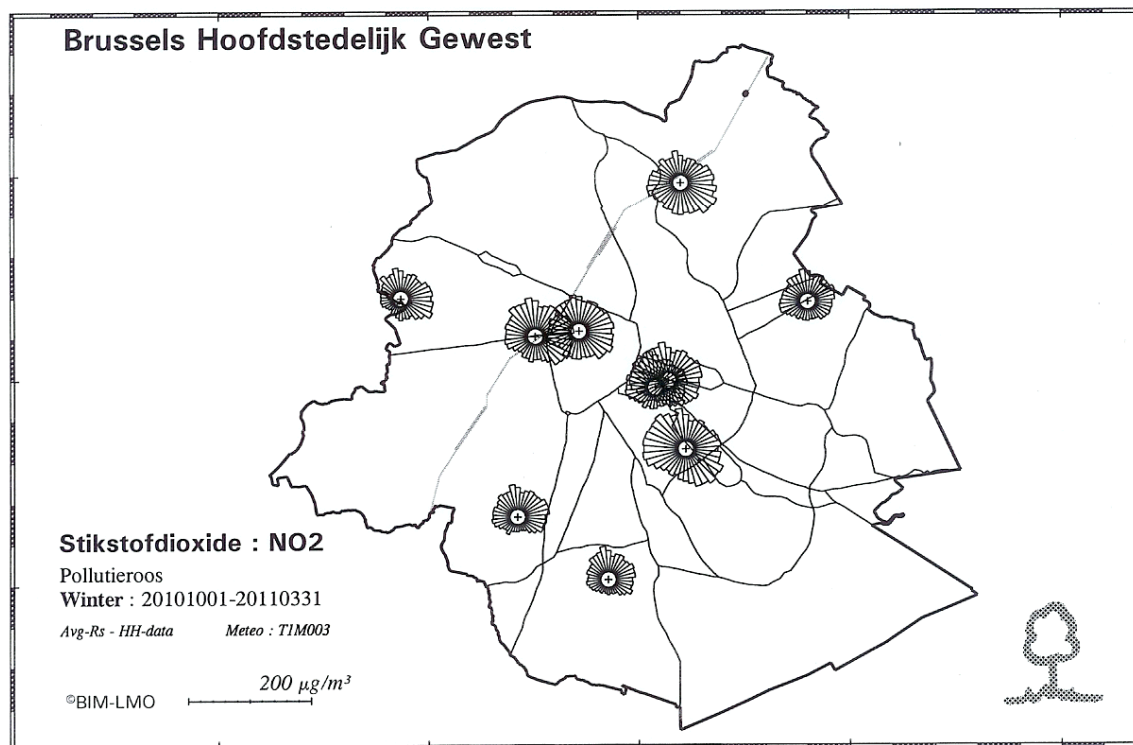 Brussels Hoofdstedelijk Gewest
Stikstofdioxide : NO2
Pollutieroos
Winter : 20101001-20110331
Avg-Rs - HH-data Meteo : T1M003
200 µg/m³
©BIM-LMO